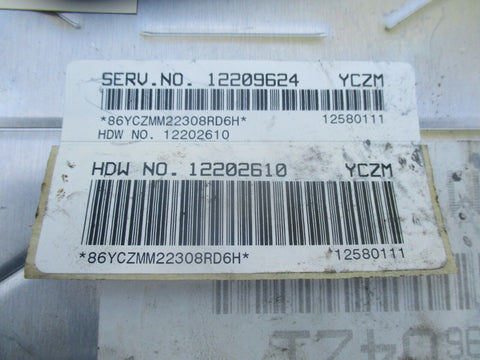 SERV.NO. 12209624 YCZM
*86YCZMM22308RD6H* 12580111
HDW NO. 12202610
HDW NO. 12202610 YCZM
*86YCZMM22308RD6H* *12580111